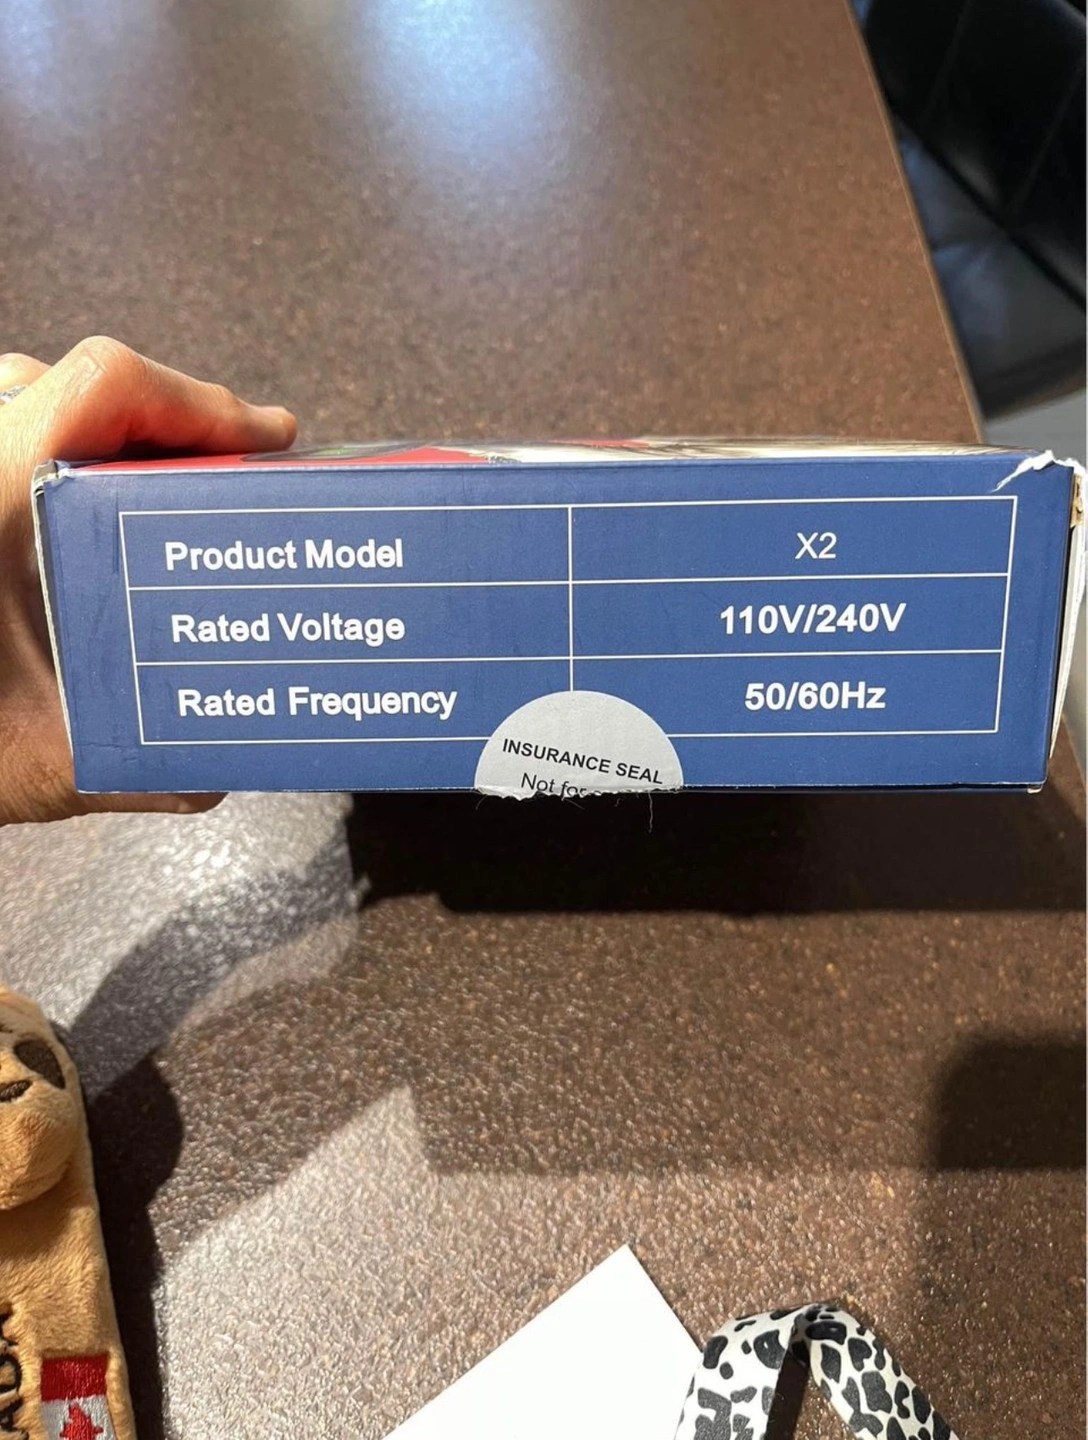 Product Model X2
Rated Voltage 110V/240V
Rated Frequency 50/60Hz
INSURANCE SEAL
Not for